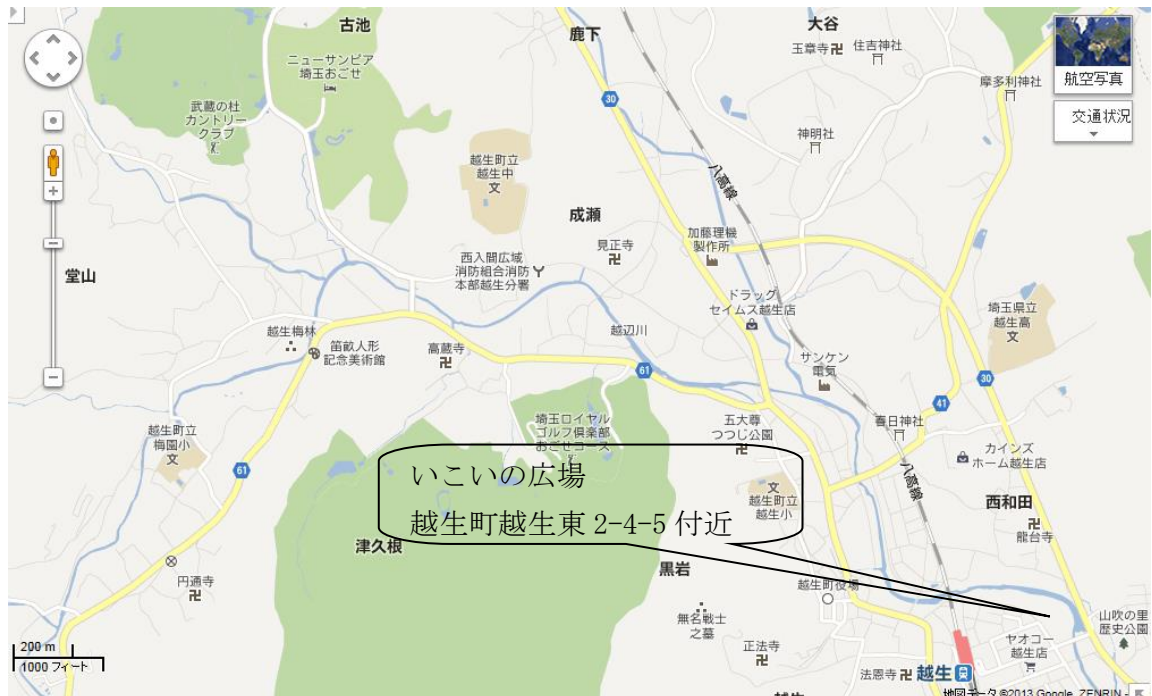 古池
鹿下
大谷
玉章寺
住吉神社
ニューサンピア
埼玉おごせ
摩多利神社
航空写真
交通状況
武蔵の杜
カントリー
クラブ
30
神明社
八高線
越生町立
越生中
文
成瀬
見正寺
加藤理機
製作所
西入間広域
消防組合消防
本部越生分署
堂山
ドラッグ
セイムス越生店
埼玉県立
越生高
文
越生梅林
笛畝人形
記念美術館
高蔵寺
越辺川
サンケン
電気
61
30
41
越生町立
梅園小
文
埼玉ロイヤル
ゴルフ倶楽部
おごせコース
五大尊
つつじ公園
春日神社
カインズ
ホーム越生店
61
いこいの広場
越生町越生東 2-4-5 付近
文
越生町立
越生小
八高線
西和田
龍台寺
津久根
黒岩
円通寺
越生町役場
無名戦士
之墓
山吹の里
歴史公園
200 m
1000 フィート
正法寺
ヤオコー
越生店
法恩寺
越生
地図データ ©2013 Google, ZENRIN -